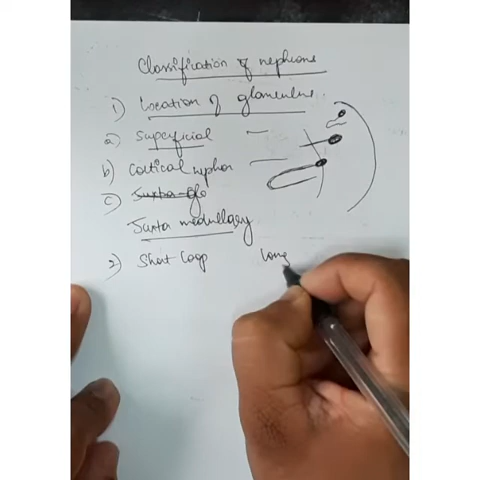 Classification of nephrons
1) Location of glomerulus.
a) Superficial —
b) Cortical nephron —
c) Juxta-glo
Juxta medullary
2) Short loop long